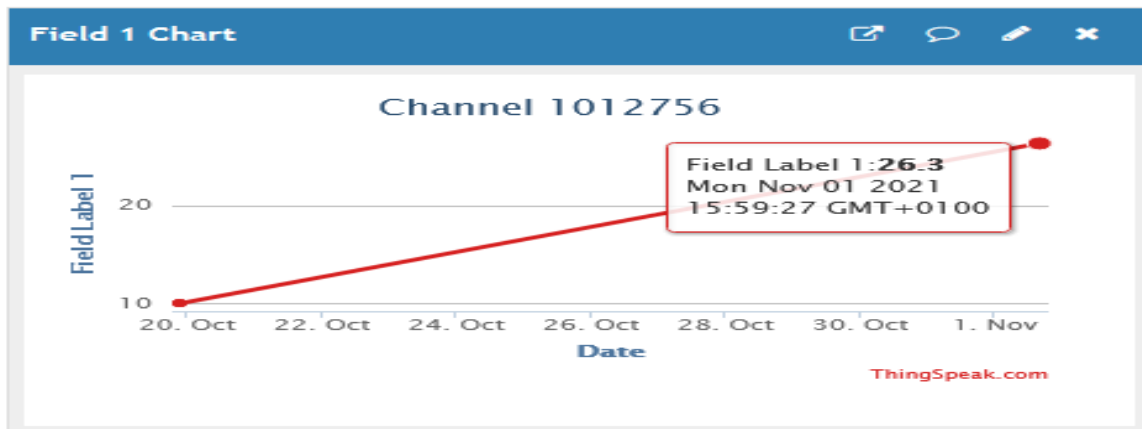 Field 1 Chart
Channel 1012756
Field Label 1:26.3
Mon Nov 01 2021
15:59:27 GMT+0100
Field Label 1
20
10
20. Oct 22. Oct 24. Oct 26. Oct 28. Oct 30. Oct 1. Nov
Date
ThingSpeak.com